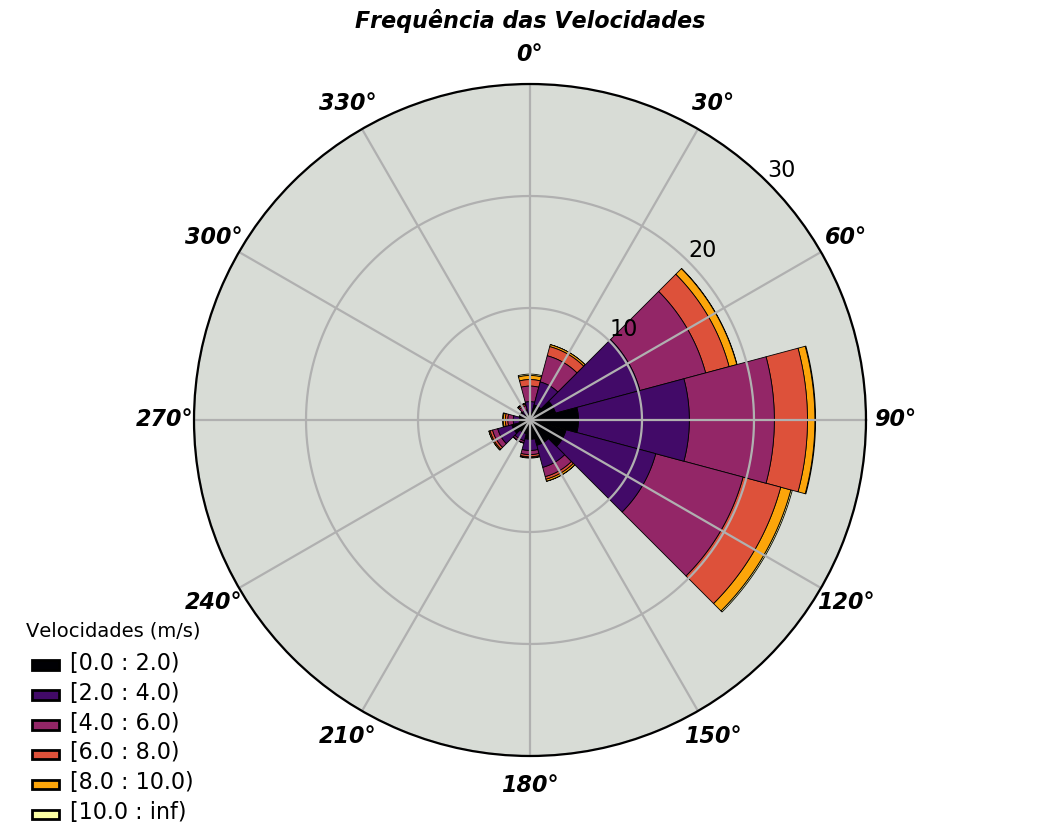 Frequência das Velocidades
0°
330°
30°
30
300°
60°
20
10
270°
90°
240°
120°
210°
150°
180°
Velocidades (m/s)
[0.0 : 2.0)
[2.0 : 4.0)
[4.0 : 6.0)
[6.0 : 8.0)
[8.0 : 10.0)
[10.0 : inf)